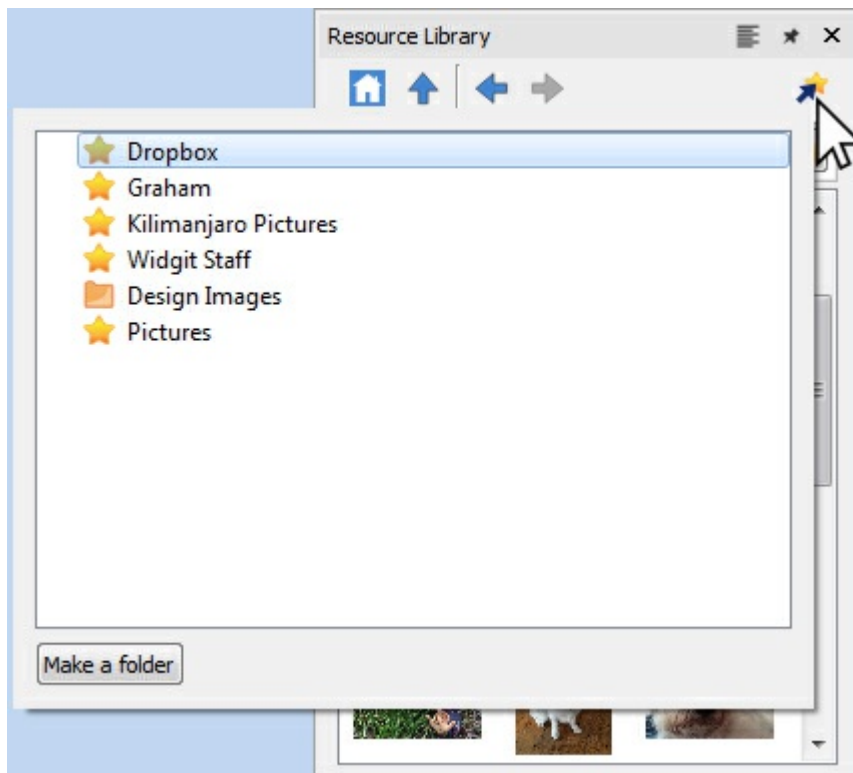 Resource Library
Dropbox
Graham
Kilimanjaro Pictures
Widgit Staff
Design Images
Pictures
Make a folder